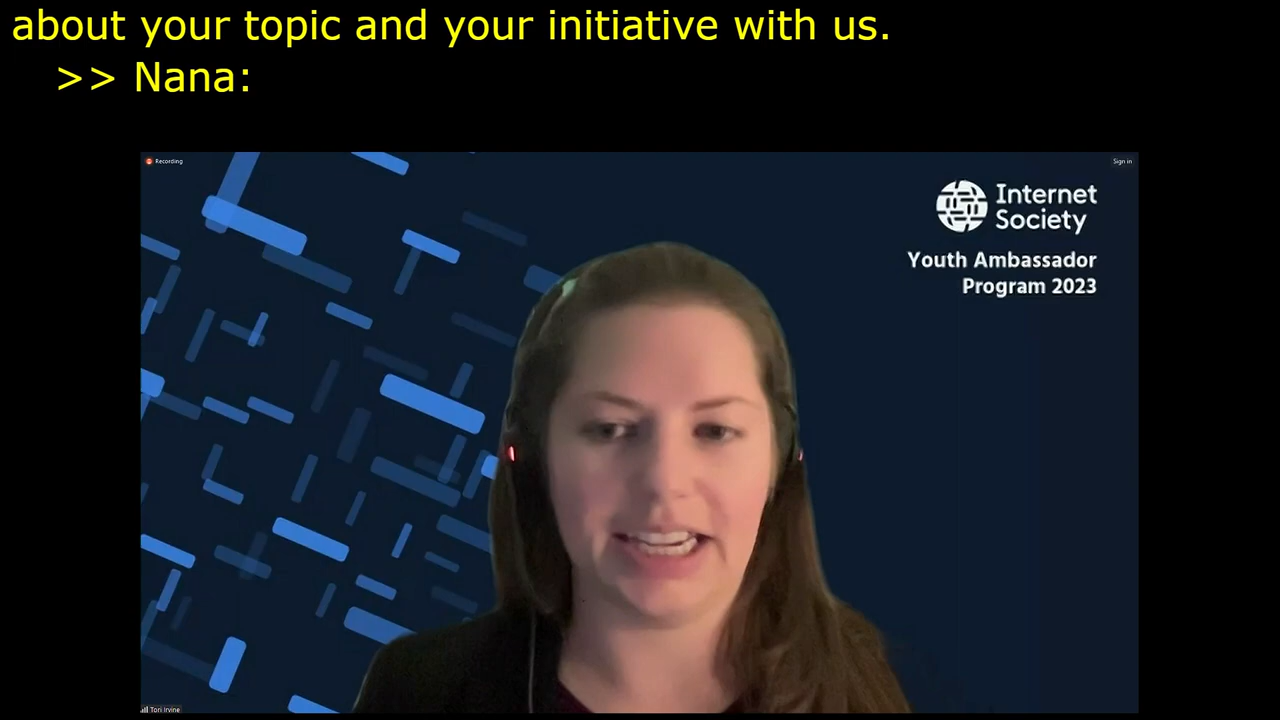 about your topic and your initiative with us.
>> Nana:
Recording
Sign in
Internet
Society
Youth Ambassador
Program 2023
Tori Irvine